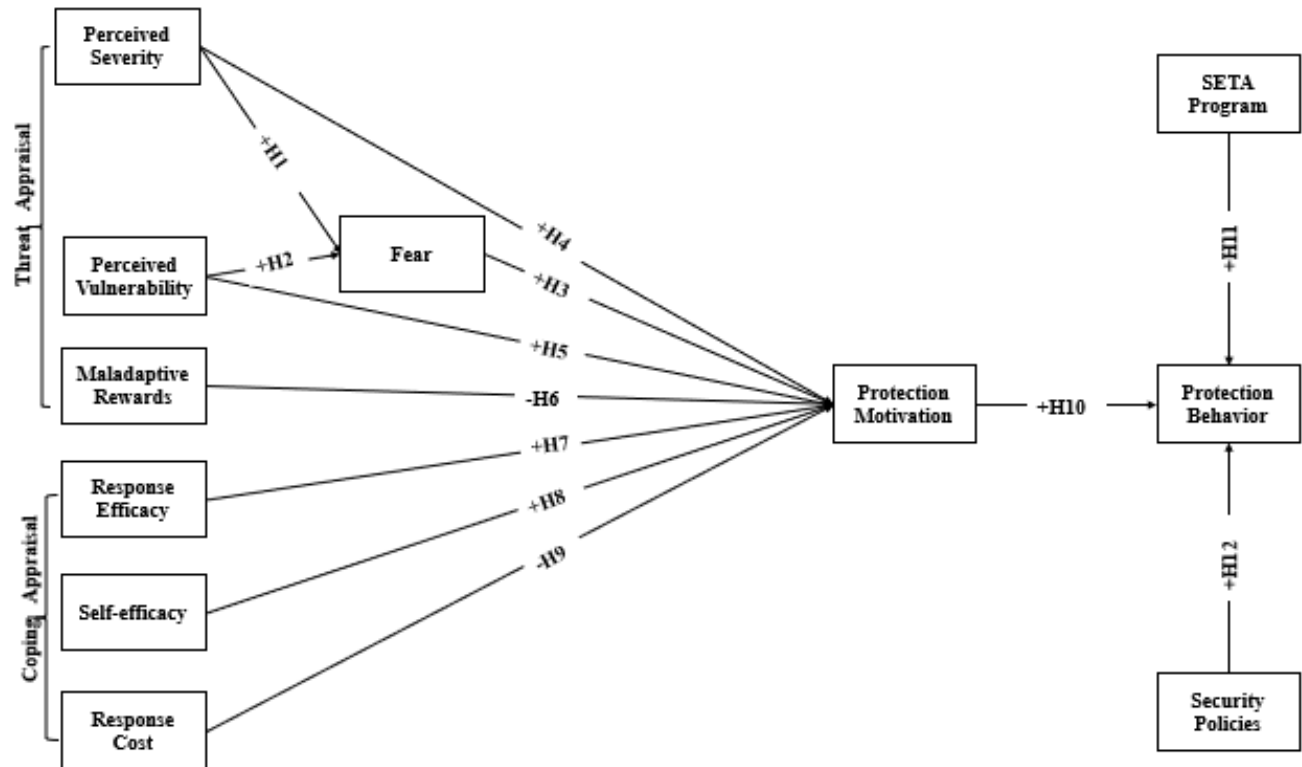 Perceived
Severity
SETA
Program
Threat Appraisal
+H1
+H4
+H11
Fear
Perceived
Vulnerability
+H2
+H3
+H5
Maladaptive
Rewards
-H6
Protection
Motivation
+H10
Protection
Behavior
+H7
Response
Efficacy
+H8
Coping Appraisal
-H9
+H12
Self-efficacy
Response
Cost
Security
Policies